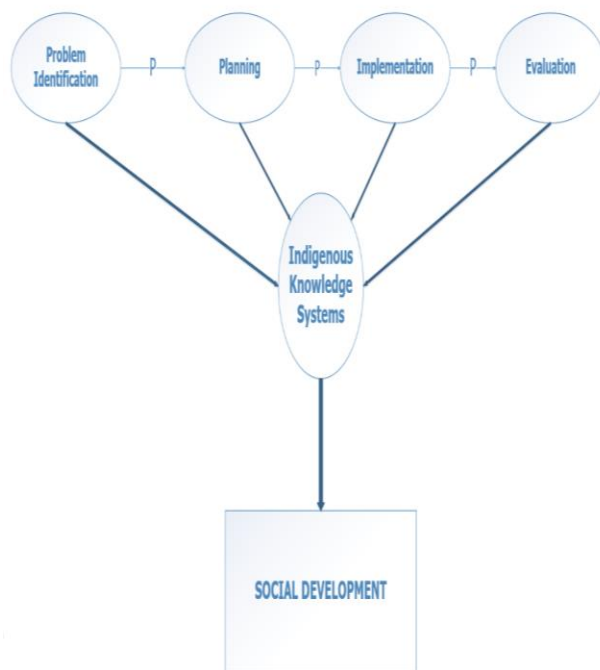 Problem
Identification
P
Planning
P
Implementation
P
Evaluation
Indigenous
Knowledge
Systems
SOCIAL DEVELOPMENT